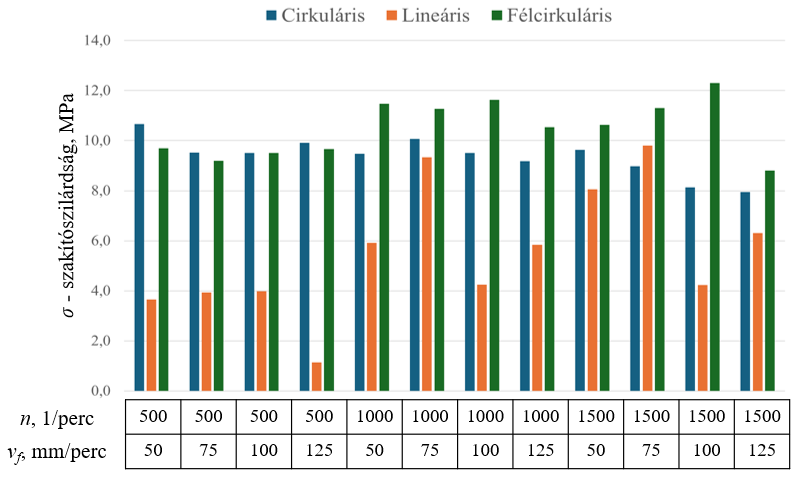 Cirkuláris Lineáris Félcirkuláris
14,0
12,0
10,0
8,0
6,0
4,0
2,0
0,0
σ - szakítószilárdság, MPa
n, 1/perc 500 500 500 500 1000 1000 1000 1000 1500 1500 1500 1500
vf, mm/perc 50 75 100 125 50 75 100 125 50 75 100 125